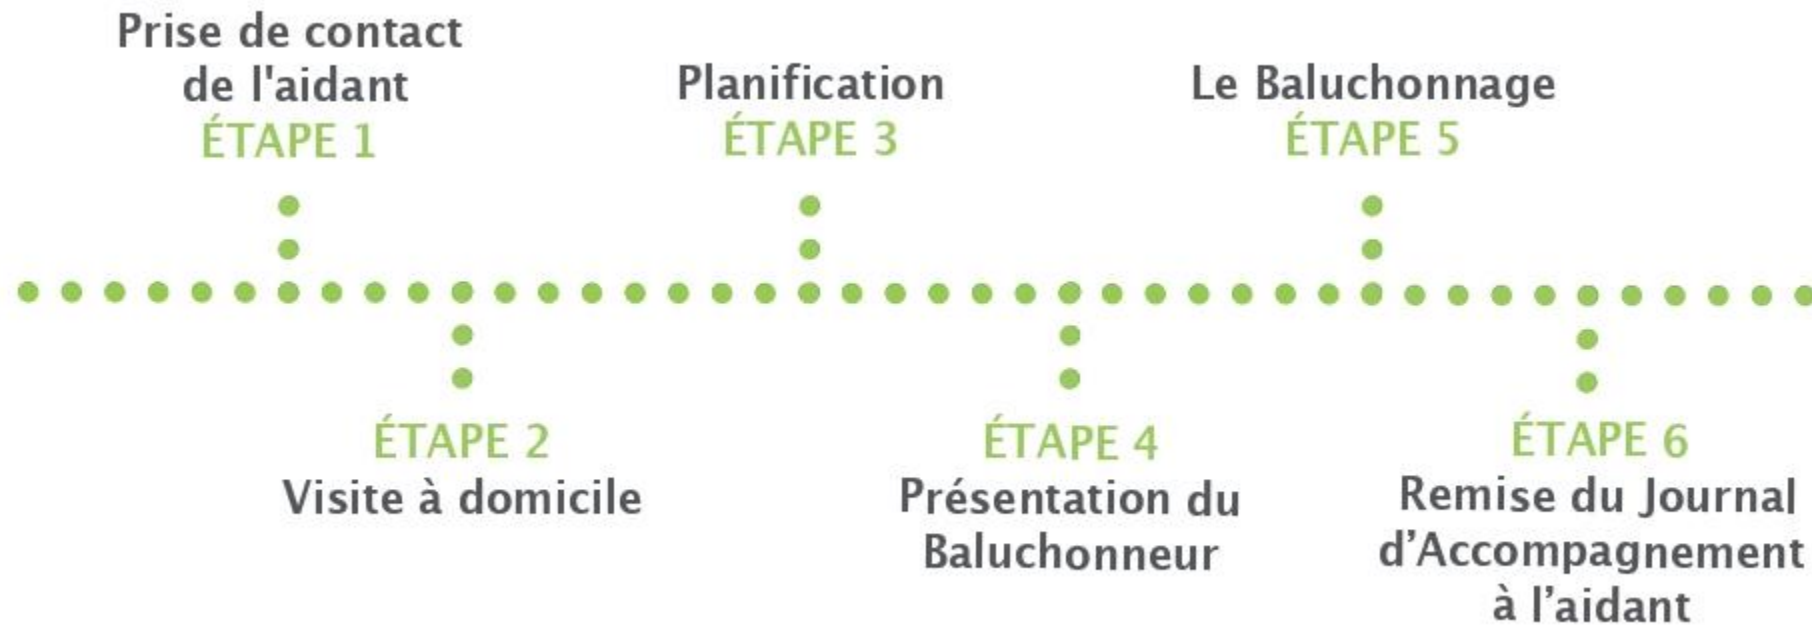 Prise de contact
de l'aidant
ÉTAPE 1
ÉTAPE 2
Visite à domicile
Planification
ÉTAPE 3
ÉTAPE 4
Présentation du
Baluchonneur
Le Baluchonnage
ÉTAPE 5
ÉTAPE 6
Remise du Journal
d’Accompagnement
à l’aidant